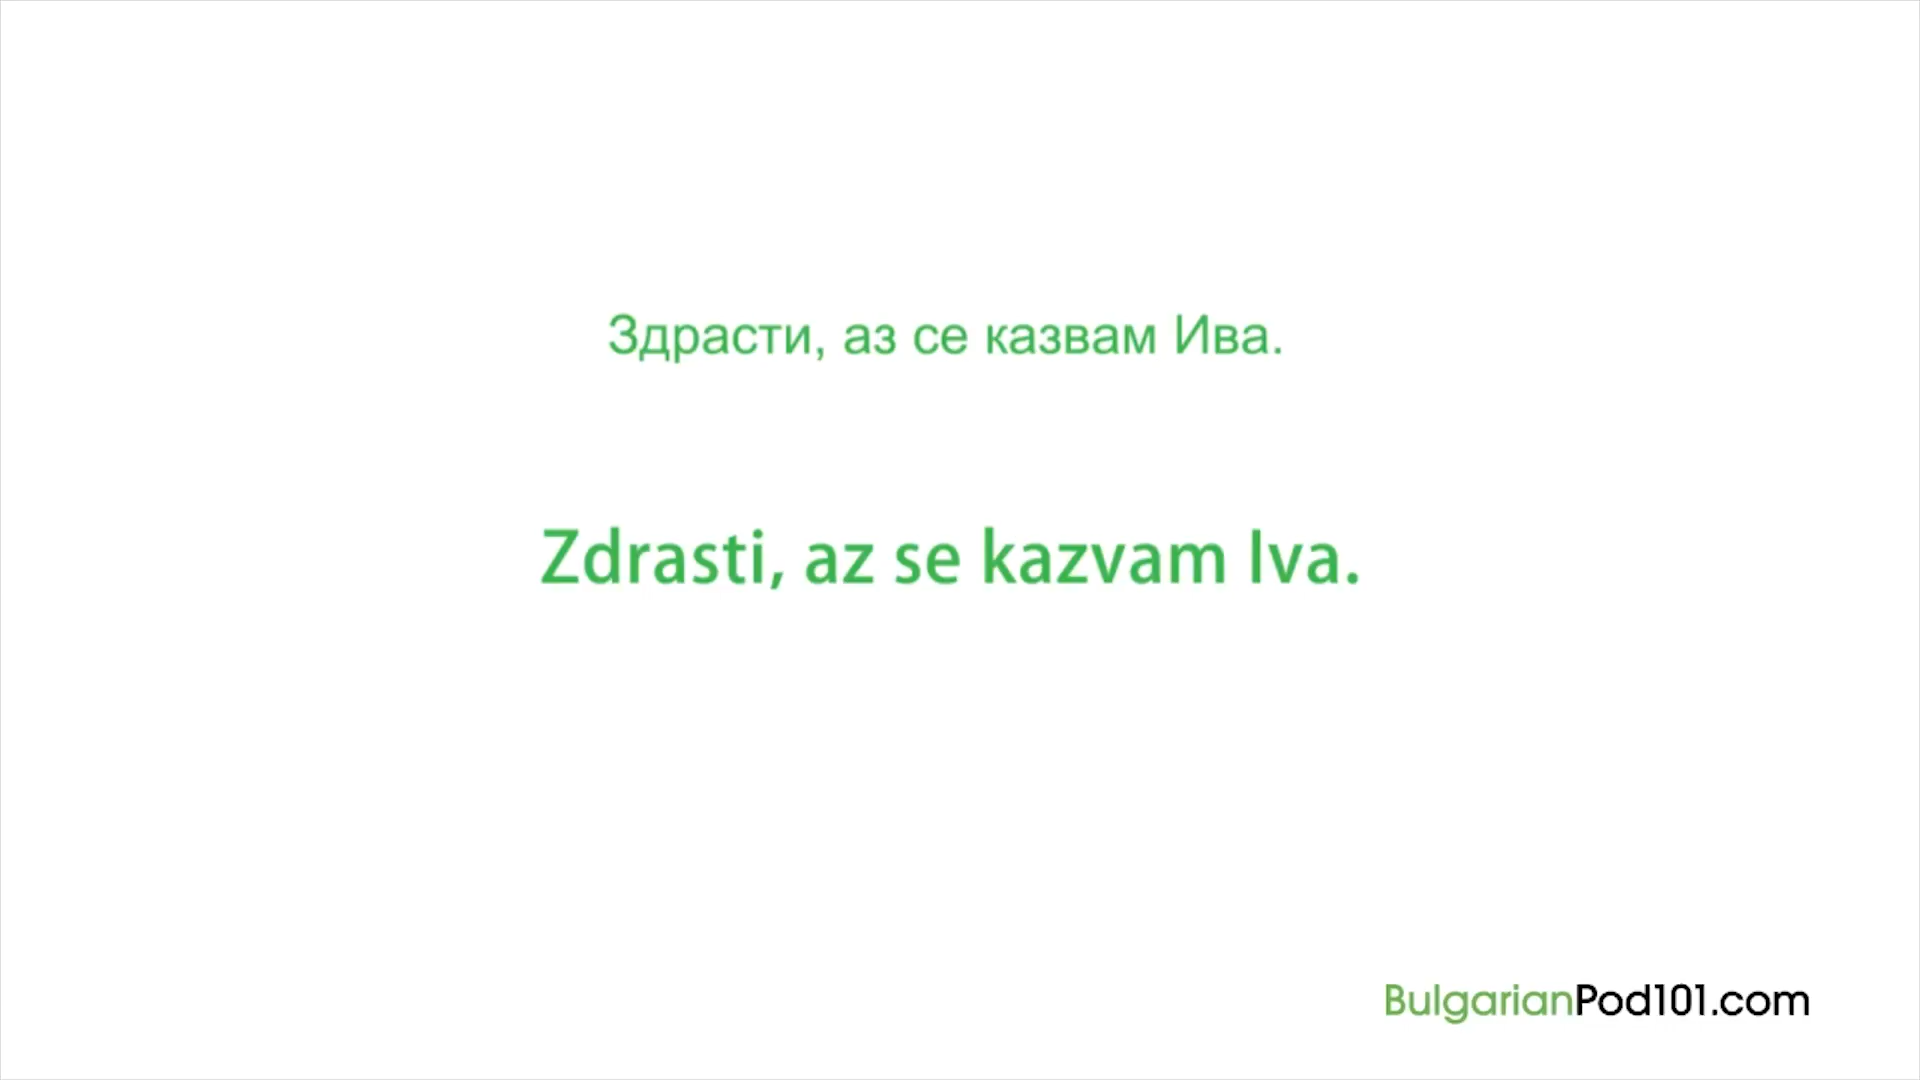 Здрасти, аз се казвам Ива.
Zdrasti, az se kazvam Iva.
BulgarianPod101.com